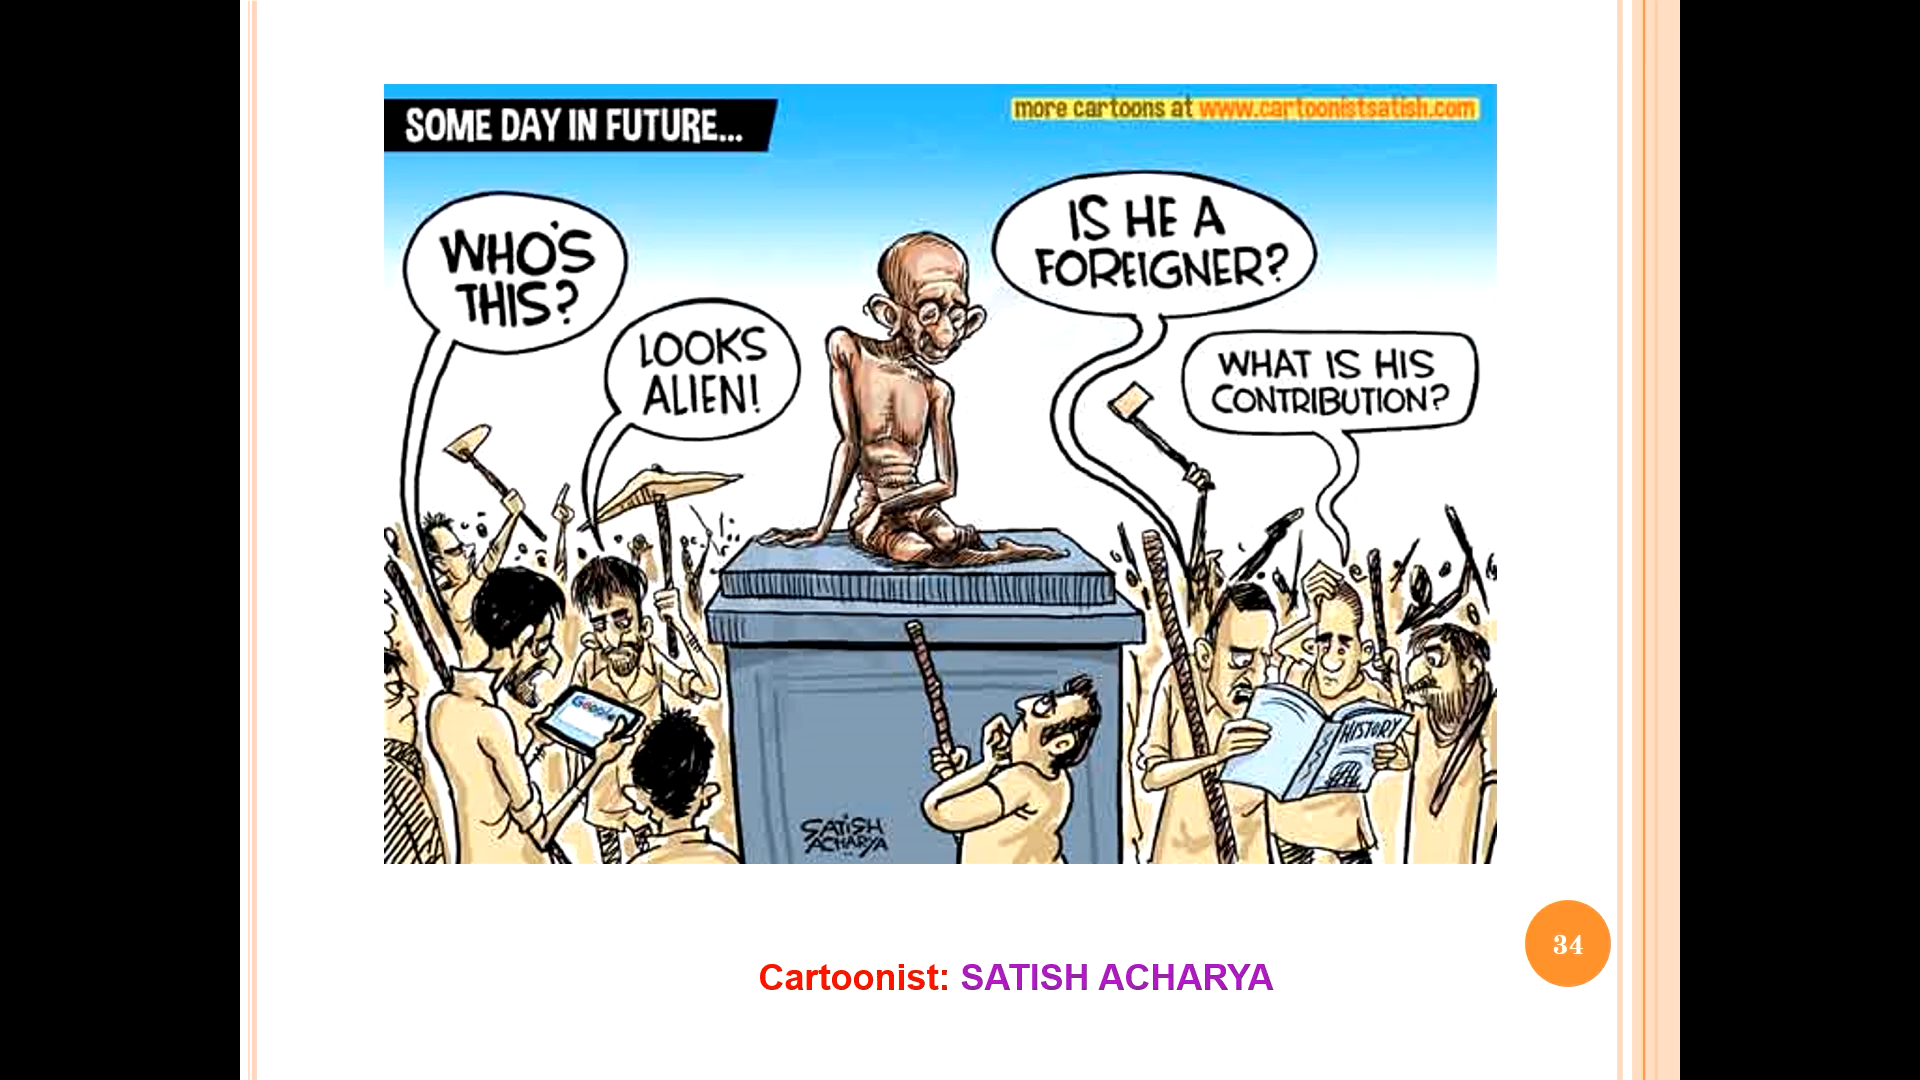 SOME DAY IN FUTURE...
more cartoons at www.cartoonistsatish.com
WHO'S
THIS?
LOOKS
ALIEN!
IS HE A
FOREIGNER?
WHAT IS HIS
CONTRIBUTION?
Google
HISTORY
SATISH
ACHARYA
34
Cartoonist: SATISH ACHARYA